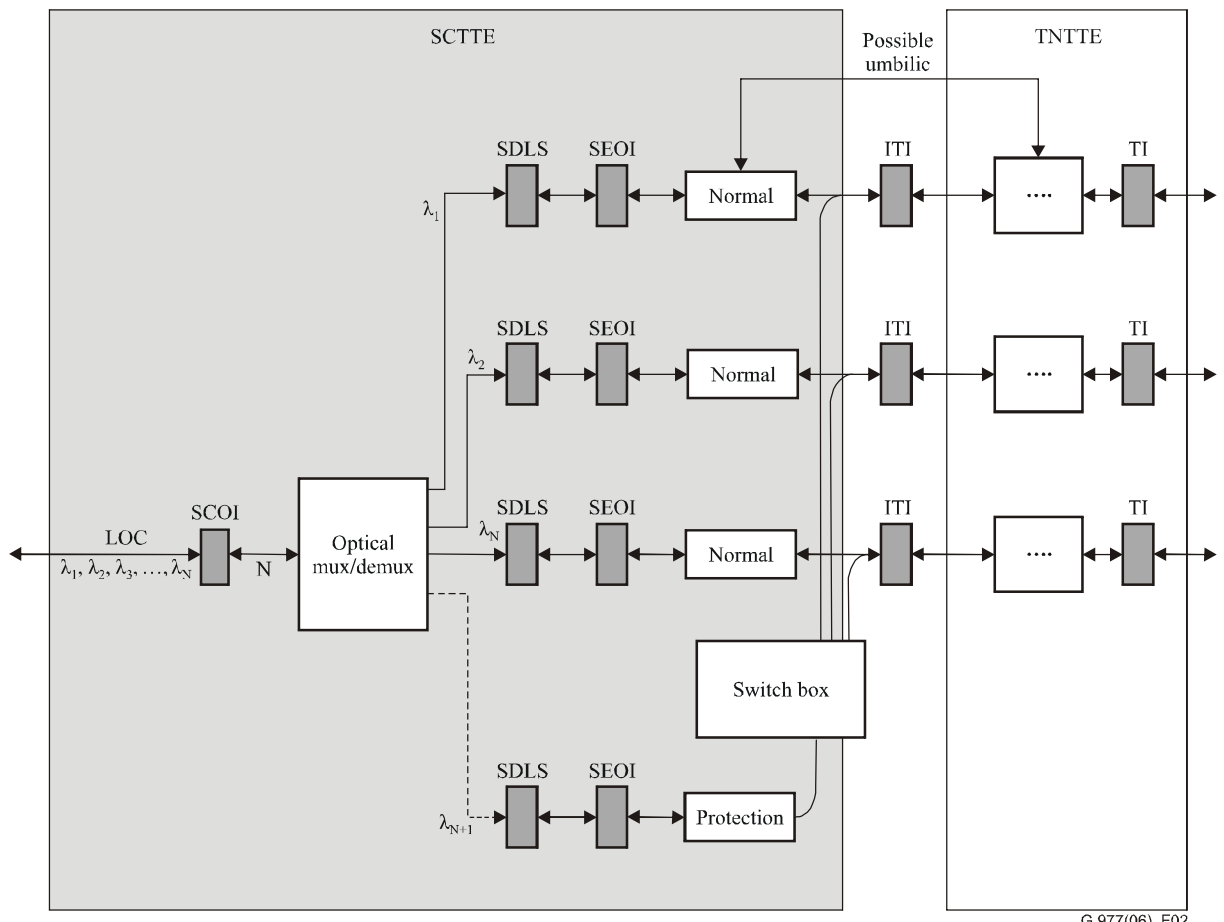 SCTTE
Possible
umbilic
TNTTE
SDLS
SEOI
ITI
TI
λ1
Normal
....
SDLS
SEOI
ITI
TI
λ2
Normal
....
SCOI
SDLS
SEOI
ITI
TI
LOC
λ1, λ2, λ3, …, λN
N
Optical
mux/demux
λN
Normal
....
Switch box
SDLS
SEOI
λN+1
Protection
G.977(06)_F02